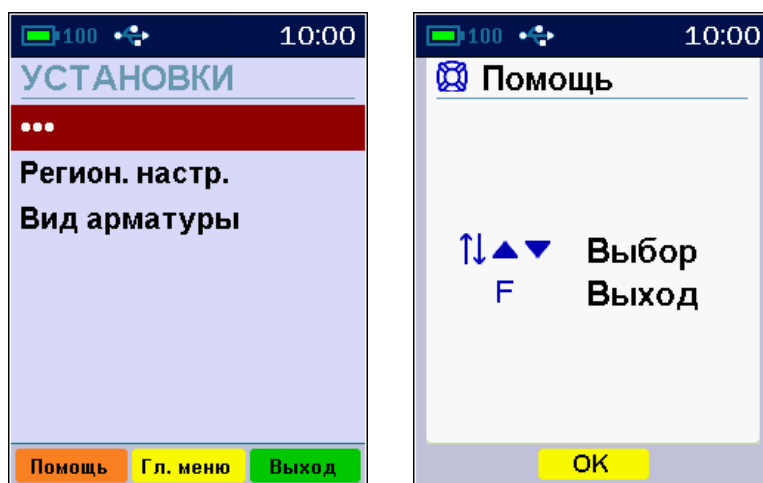 100 10:00
УСТАНОВКИ
•••
Регион. настр.
Вид арматуры
Помощь Гл. меню Выход
100 10:00
Помощь
Выбор
F Выход
OK